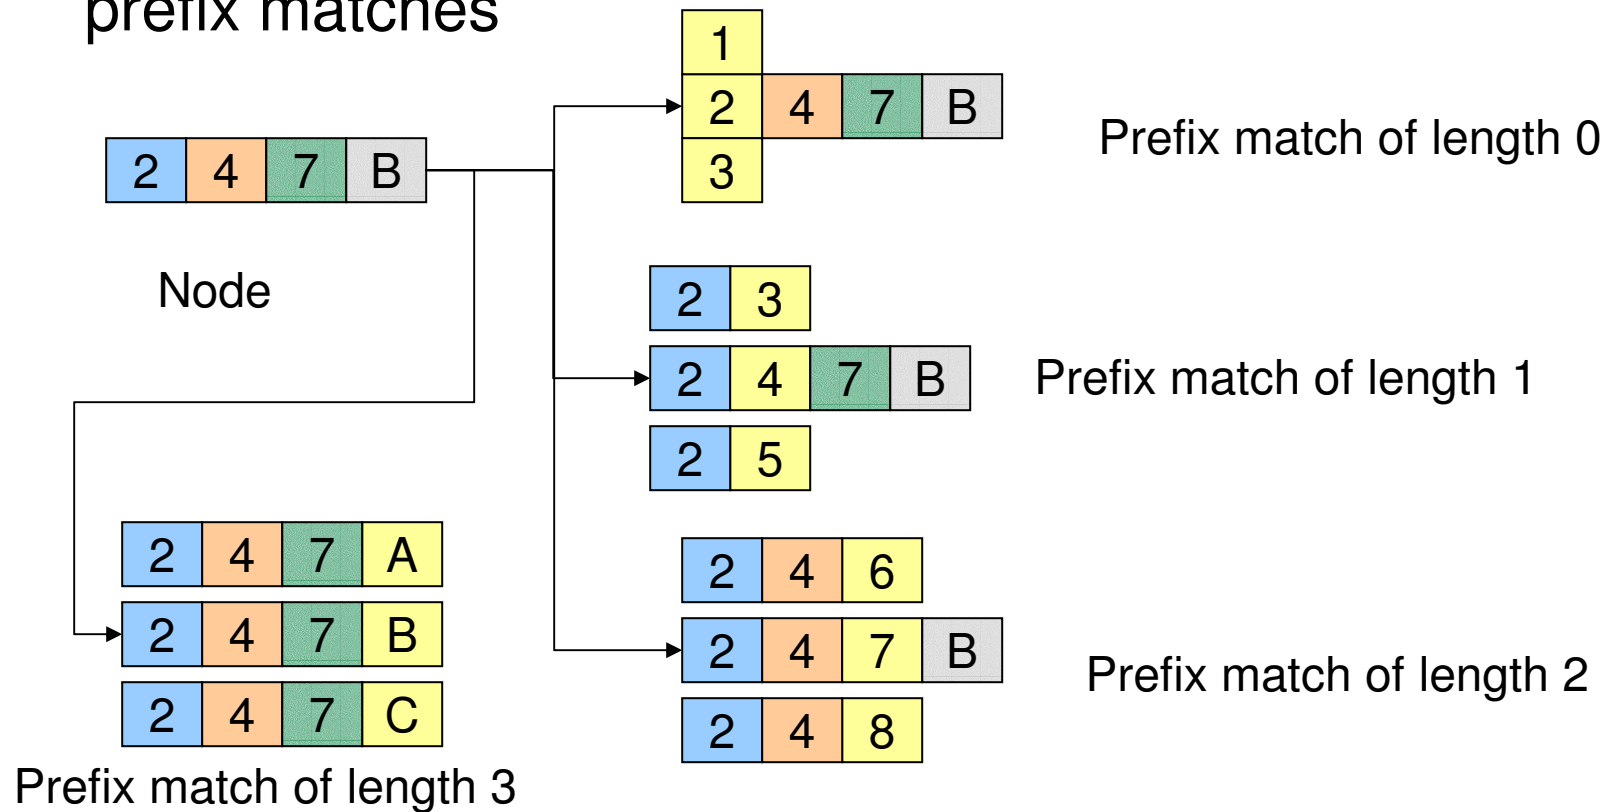 prefix matches
1
2 4 7 B
3
Prefix match of length 0
2 4 7 B
Node
2 3
2 4 7 B
2 5
Prefix match of length 1
2 4 6
2 4 7 B
2 4 8
Prefix match of length 2
2 4 7 A
2 4 7 B
2 4 7 C
Prefix match of length 3